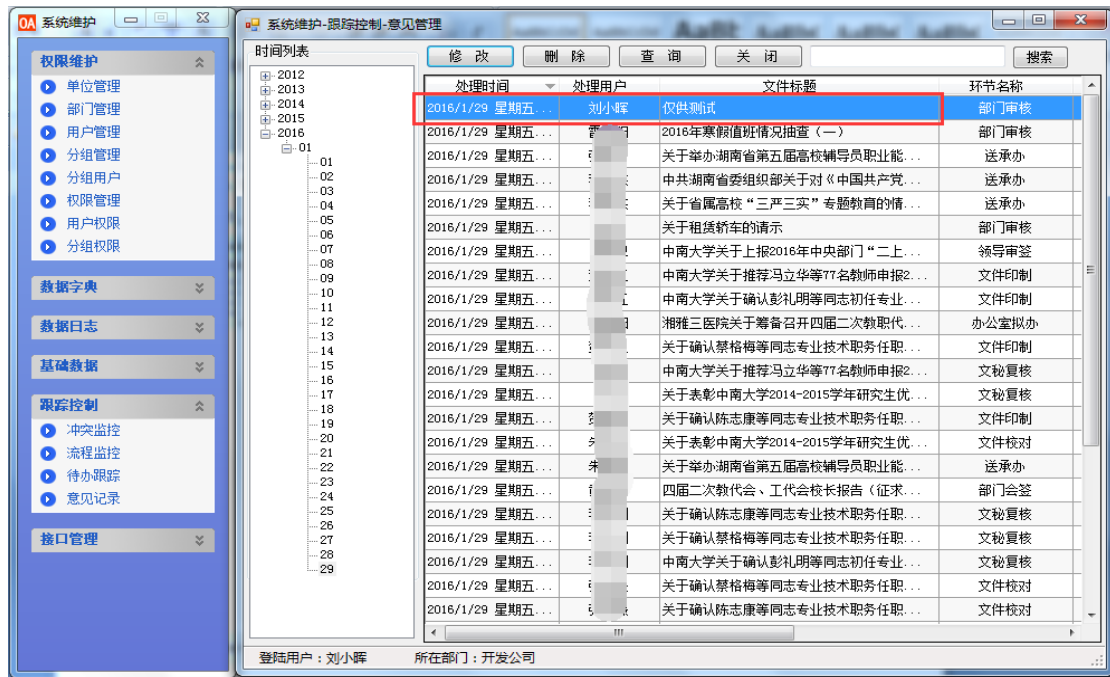 OA 系统维护
权限维护
单位管理
部门管理
用户管理
分组管理
分组用户
权限管理
用户权限
分组权限
数据字典
数据日志
基础数据
跟踪控制
冲突监控
流程监控
待办跟踪
意见记录
接口管理
系统维护-跟踪控制-意见管理
时间列表
2012
2013
2014
2015
2016
01
01
02
03
04
05
06
07
08
09
10
11
12
13
14
15
16
17
18
19
20
21
22
23
24
25
26
27
28
29
修 改 删 除 查 询 关 闭 搜索
处理时间 处理用户 文件标题 环节名称
2016/1/29 星期五... 刘小晖 仅供测试 部门审核
2016/1/29 星期五... 2016年寒假值班情况抽查（一） 部门审核
2016/1/29 星期五... 关于举办湖南省第五届高校辅导员职业能... 送承办
2016/1/29 星期五... 中共湖南省委组织部关于对《中国共产党... 送承办
2016/1/29 星期五... 关于省属高校“三严三实”专题教育的情... 送承办
2016/1/29 星期五... 关于租赁轿车的请示 部门审核
2016/1/29 星期五... 中南大学关于上报2016年中央部门“二上... 领导审签
2016/1/29 星期五... 中南大学关于推荐冯立华等77名教师申报2... 文件印制
2016/1/29 星期五... 中南大学关于确认彭礼明等同志初任专业... 文件印制
2016/1/29 星期五... 湘雅三医院关于筹备召开四届二次教职代... 办公室拟办
2016/1/29 星期五... 关于确认禁格梅等同志专业技术职务任职... 文件印制
2016/1/29 星期五... 中南大学关于推荐冯立华等77名教师申报2... 文秘复核
2016/1/29 星期五... 关于表彰中南大学2014-2015学年研究生优... 文秘复核
2016/1/29 星期五... 关于确认陈志康等同志专业技术职务任职... 文件印制
2016/1/29 星期五... 关于表彰中南大学2014-2015学年研究生优... 文件校对
2016/1/29 星期五... 朱 关于举办湖南省第五届高校辅导员职业能... 送承办
2016/1/29 星期五... 四届二次教代会、工代会校长报告（征求... 部门会签
2016/1/29 星期五... 关于确认陈志康等同志专业技术职务任职... 文秘复核
2016/1/29 星期五... 关于确认禁格梅等同志专业技术职务任职... 文秘复核
2016/1/29 星期五... 中南大学关于确认彭礼明等同志初任专业... 文秘复核
2016/1/29 星期五... 关于确认禁格梅等同志专业技术职务任职... 文件校对
2016/1/29 星期五... 关于确认陈志康等同志专业技术职务任职... 文件校对
登陆用户：刘小晖 所在部门：开发公司